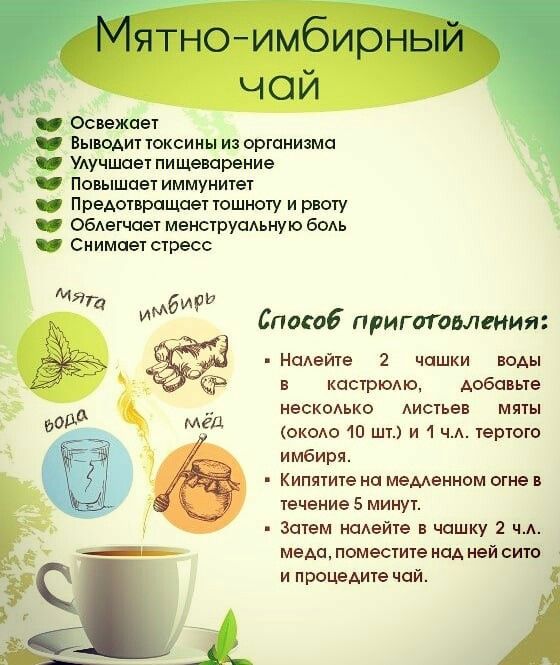 Мятно-имбирный
чай
Освежает
Выводит токсины из организма
Улучшает пищеварение
Повышает иммунитет
Предотвращает тошноту и рвоту
Облегчает менструальную боль
Снимает стресс
мята
имбирь
вода
мёд
Способ приготовления:
▪ Налейте 2 чашки воды
в кастрюлю, добавьте
несколько листьев мяты
(около 10 шт.) и 1 ч.л. тертого
имбиря.
▪ Кипятите на медленном огне в
течение 5 минут.
▪ Затем налейте в чашку 2 ч.л.
меда, поместите над ней сито
и процедите чай.